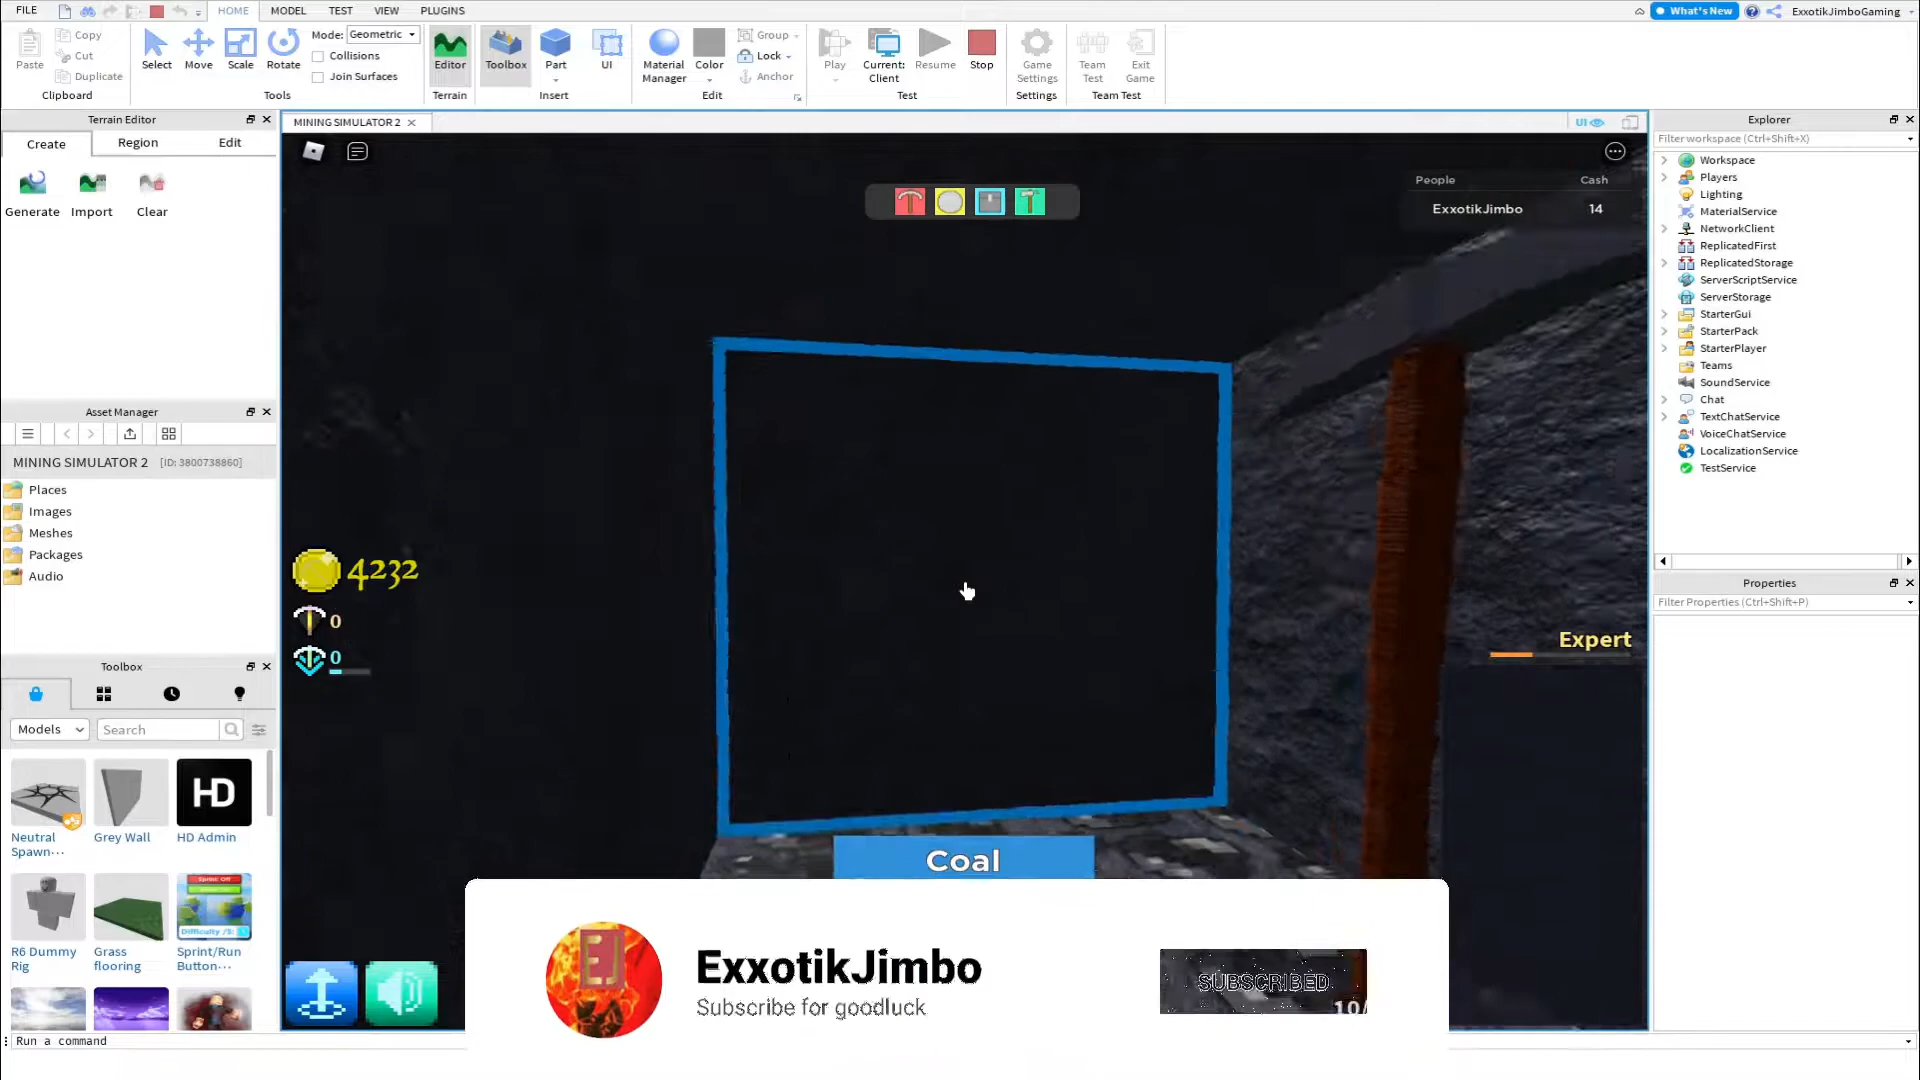 FILE HOME MODEL TEST VIEW PLUGINS What's New ExxotikJimboGaming
Paste Copy Cut Duplicate Clipboard
Select Move Scale Rotate Mode: Geometric Collisions Join Surfaces Tools
Editor Terrain
Toolbox Part UI Insert
Material Manager Color Group Lock Anchor Edit
Play Current: Client Resume Stop Test
Game Settings Settings
Team Test Exit Game Team Test
Terrain Editor
Create Region Edit
Generate Import Clear
Asset Manager
MINING SIMULATOR 2 [ID: 3800738860]
Places
Images
Meshes
Packages
Audio
Toolbox
Models Search
Neutral Spawn...
Grey Wall
HD
HD Admin
R6 Dummy Rig
Grass flooring
Sprint: Off
Difficulty /5:
Sprint/Run Button...
Run a command
MINING SIMULATOR 2
UI
People Cash
ExxotikJimbo 14
4232
0
0
Expert
Coal
ExxotikJimbo
Subscribe for goodluck
SUBSCRIBED
10/
Explorer
Filter workspace (Ctrl+Shift+X)
Workspace
Players
Lighting
MaterialService
NetworkClient
ReplicatedFirst
ReplicatedStorage
ServerScriptService
ServerStorage
StarterGui
StarterPack
StarterPlayer
Teams
SoundService
Chat
TextChatService
VoiceChatService
LocalizationService
TestService
Properties
Filter Properties (Ctrl+Shift+P)